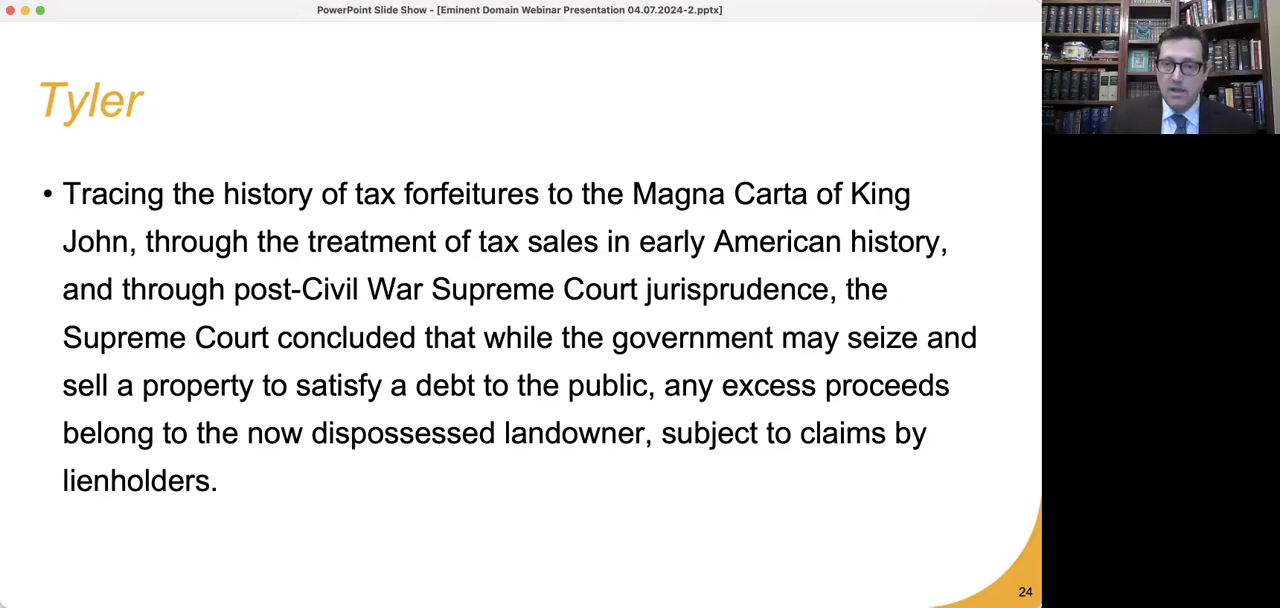 PowerPoint Slide Show - [Eminent Domain Webinar Presentation 04.07.2024-2.pptx]
Tyler
• Tracing the history of tax forfeitures to the Magna Carta of King
John, through the treatment of tax sales in early American history,
and through post-Civil War Supreme Court jurisprudence, the
Supreme Court concluded that while the government may seize and
sell a property to satisfy a debt to the public, any excess proceeds
belong to the now dispossessed landowner, subject to claims by
lienholders.
24